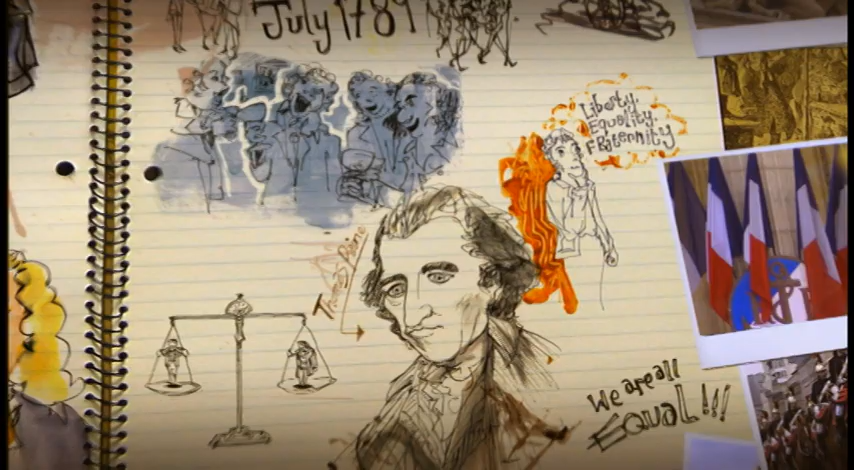 July 1789
Liberty,
Equality,
Fraternity
Thomas Paine
We are all
EQUAL!!!